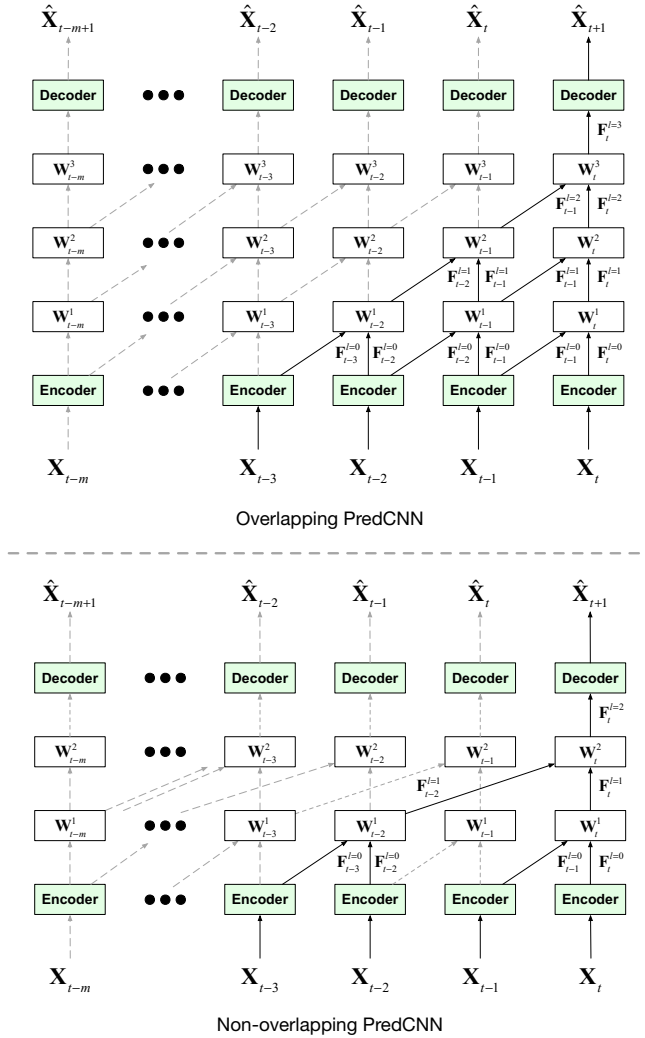 X̂_{t−m+1} X̂_{t−2} X̂_{t−1} X̂_t X̂_{t+1}
Decoder ●●● Decoder Decoder Decoder Decoder
F_t^{l=3}
W^3_{t−m} ●●● W^3_{t−3} W^3_{t−2} W^3_{t−1} W^3_t
F_{t−1}^{l=2} F_t^{l=2}
W^2_{t−m} ●●● W^2_{t−3} W^2_{t−2} W^2_{t−1} W^2_t
F_{t−2}^{l=1} F_{t−1}^{l=1} F_{t−1}^{l=1} F_t^{l=1}
W^1_{t−m} ●●● W^1_{t−3} W^1_{t−2} W^1_{t−1} W^1_t
F_{t−3}^{l=0} F_{t−2}^{l=0} F_{t−2}^{l=0} F_{t−1}^{l=0} F_{t−1}^{l=0} F_t^{l=0}
Encoder ●●● Encoder Encoder Encoder Encoder
X_{t−m} X_{t−3} X_{t−2} X_{t−1} X_t
Overlapping PredCNN
X̂_{t−m+1} X̂_{t−2} X̂_{t−1} X̂_t X̂_{t+1}
Decoder ●●● Decoder Decoder Decoder Decoder
F_t^{l=2}
W^2_{t−m} ●●● W^2_{t−3} W^2_{t−2} W^2_{t−1} W^2_t
F_{t−2}^{l=1} F_t^{l=1}
W^1_{t−m} ●●● W^1_{t−3} W^1_{t−2} W^1_{t−1} W^1_t
F_{t−3}^{l=0} F_{t−2}^{l=0} F_{t−1}^{l=0} F_t^{l=0}
Encoder ●●● Encoder Encoder Encoder Encoder
X_{t−m} X_{t−3} X_{t−2} X_{t−1} X_t
Non-overlapping PredCNN